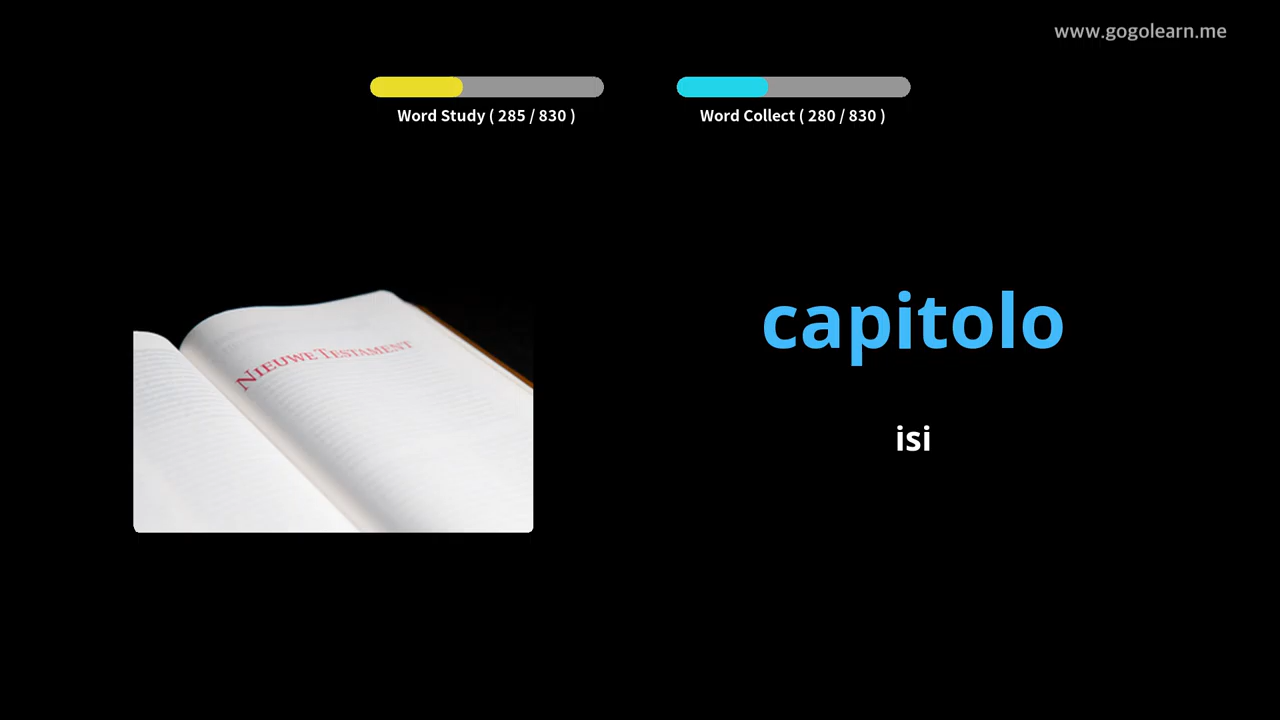 www.gogolearn.me
Word Study ( 285 / 830 )
Word Collect ( 280 / 830 )
NIEUWE TESTAMENT
capitolo
isi